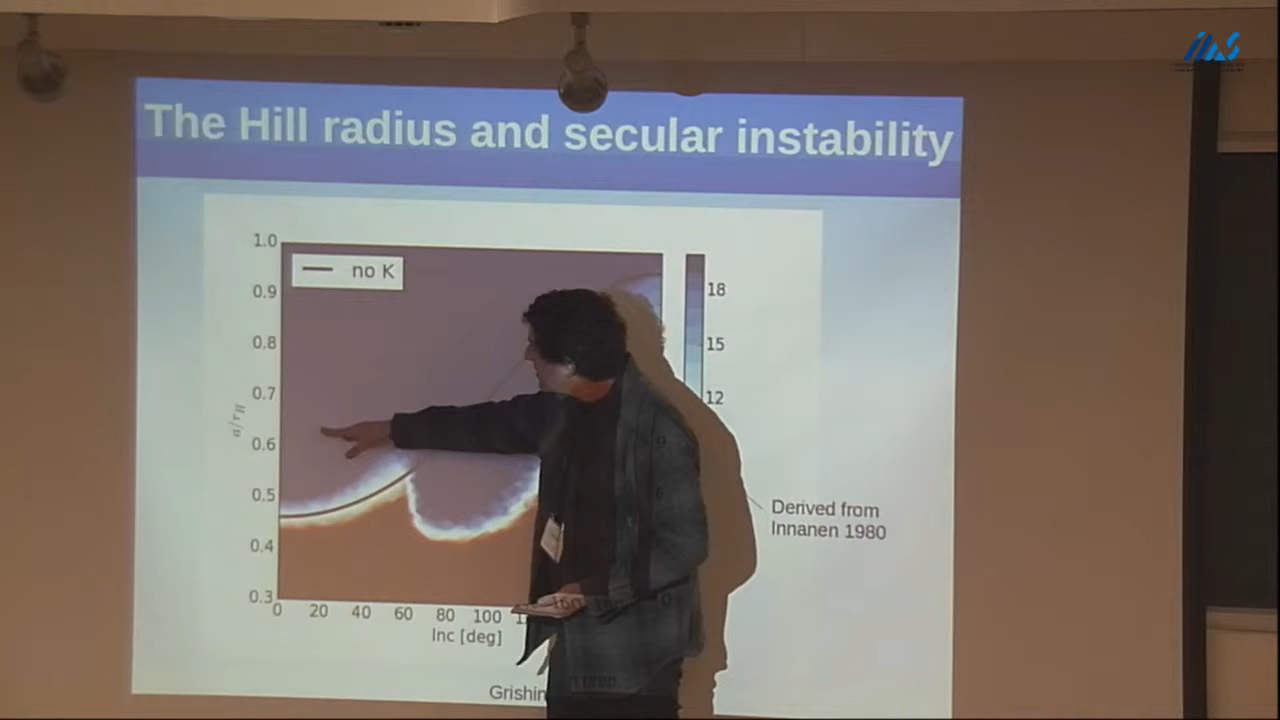 The Hill radius and secular instability
1.0
no K
0.9
0.8
0.7
0.6
0.5
0.4
0.3
a/r_H
0 20 40 60 80 100
Inc [deg]
18
15
12
Derived from
Innanen 1980
Grishin